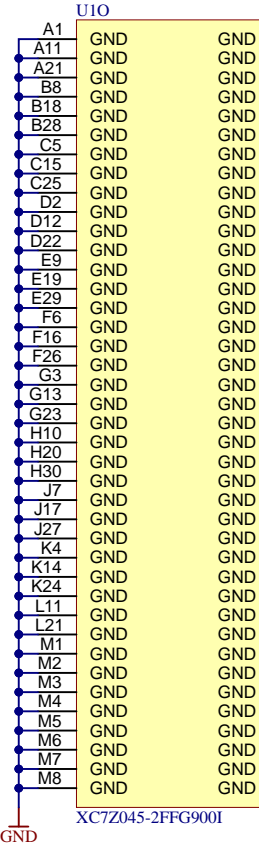 U1O
A1 GND GND
A11 GND GND
A21 GND GND
B8 GND GND
B18 GND GND
B28 GND GND
C5 GND GND
C15 GND GND
C25 GND GND
D2 GND GND
D12 GND GND
D22 GND GND
E9 GND GND
E19 GND GND
E29 GND GND
F6 GND GND
F16 GND GND
F26 GND GND
G3 GND GND
G13 GND GND
G23 GND GND
H10 GND GND
H20 GND GND
H30 GND GND
J7 GND GND
J17 GND GND
J27 GND GND
K4 GND GND
K14 GND GND
K24 GND GND
L11 GND GND
L21 GND GND
M1 GND GND
M2 GND GND
M3 GND GND
M4 GND GND
M5 GND GND
M6 GND GND
M7 GND GND
M8 GND GND
XC7Z045-2FFG900I
GND